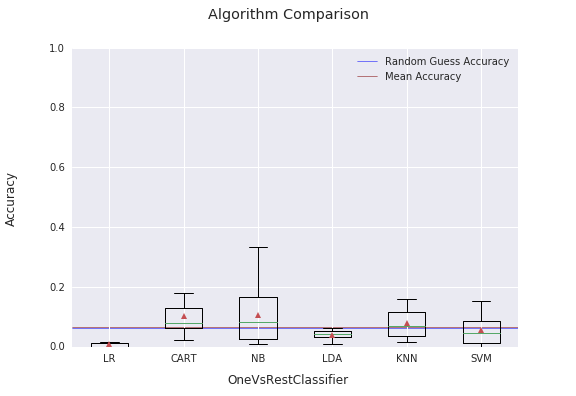 Algorithm Comparison
1.0
Random Guess Accuracy
Mean Accuracy
0.8
0.6
Accuracy
0.4
0.2
0.0
LR CART NB LDA KNN SVM
OneVsRestClassifier